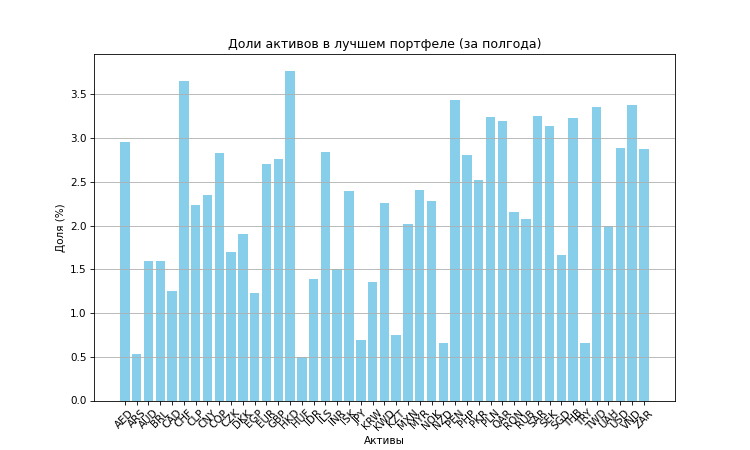 Доли активов в лучшем портфеле (за полгода)
Доля (%)
3.5
3.0
2.5
2.0
1.5
1.0
0.5
0.0
AED ARS AUD BRL CAD CHF CLP CNY COP CZK DKK EGP EUR GBP HKD HUF IDR ILS INR ISK JPY KRW KWD KZT MXN MYR NOK NZD PEN PHP PKR PLN QAR RON RUB SAR SEK SGD THB TRY TWD UAH USD VND ZAR
Активы